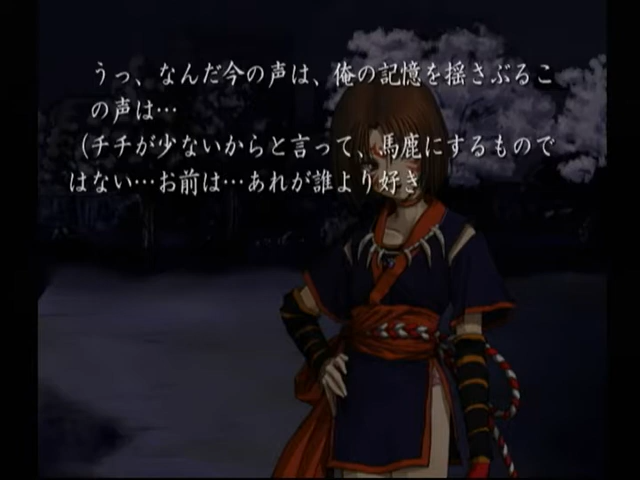 うっ、なんだ今の声は、俺の記憶を揺さぶるこ
の声は…
(チチが少ないからと言って、馬鹿にするもので
はない…お前は…あれが誰より好き